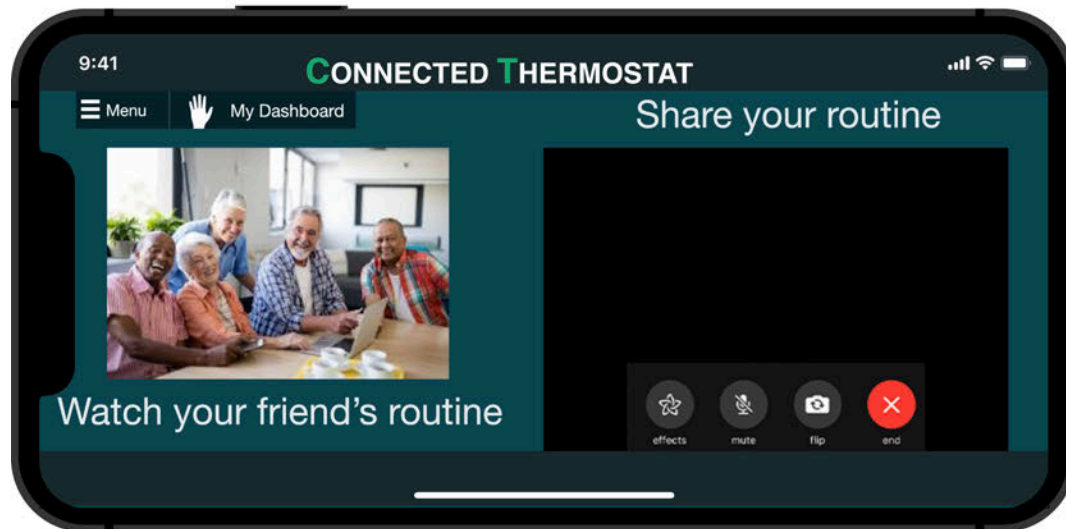 9:41
CONNECTED THERMOSTAT
Menu
My Dashboard
Share your routine
Watch your friend's routine
effects
mute
flip
end